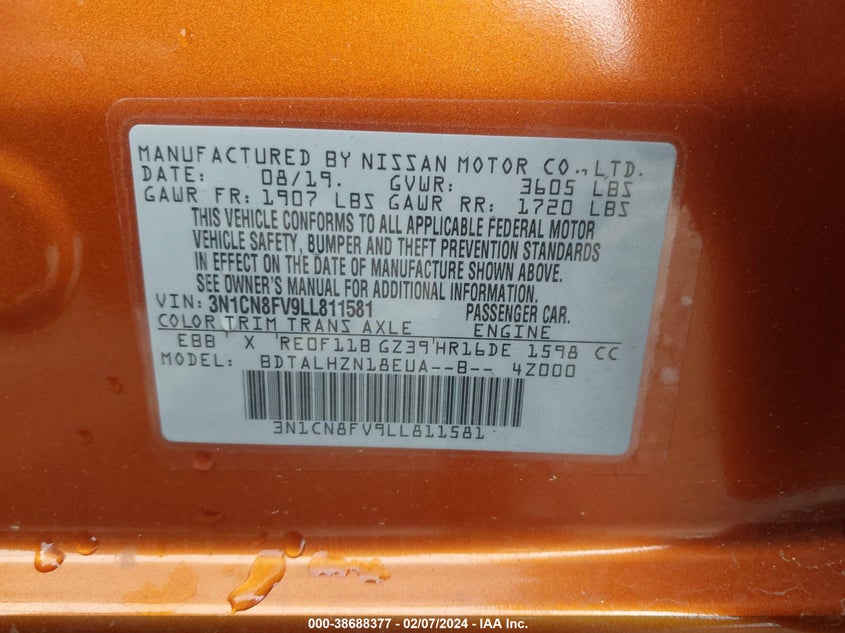 MANUFACTURED BY NISSAN MOTOR CO., LTD.
DATE: 08/19. GVWR: 3605 LBS
GAWR FR: 1907 LBS GAWR RR: 1720 LBS
THIS VEHICLE CONFORMS TO ALL APPLICABLE FEDERAL MOTOR
VEHICLE SAFETY, BUMPER AND THEFT PREVENTION STANDARDS
IN EFFECT ON THE DATE OF MANUFACTURE SHOWN ABOVE.
SEE OWNER'S MANUAL FOR ADDITIONAL INFORMATION.
VIN: 3N1CN8FV9LL811581 PASSENGER CAR.
COLOR TRIM TRANS AXLE ENGINE
EBB X RE0F11B GZ39 HR16DE 1598 CC
MODEL: BDTALHZN18EUA--B-- 4Z000
3N1CN8FV9LL811581
000-38688377 - 02/07/2024 - IAA Inc.